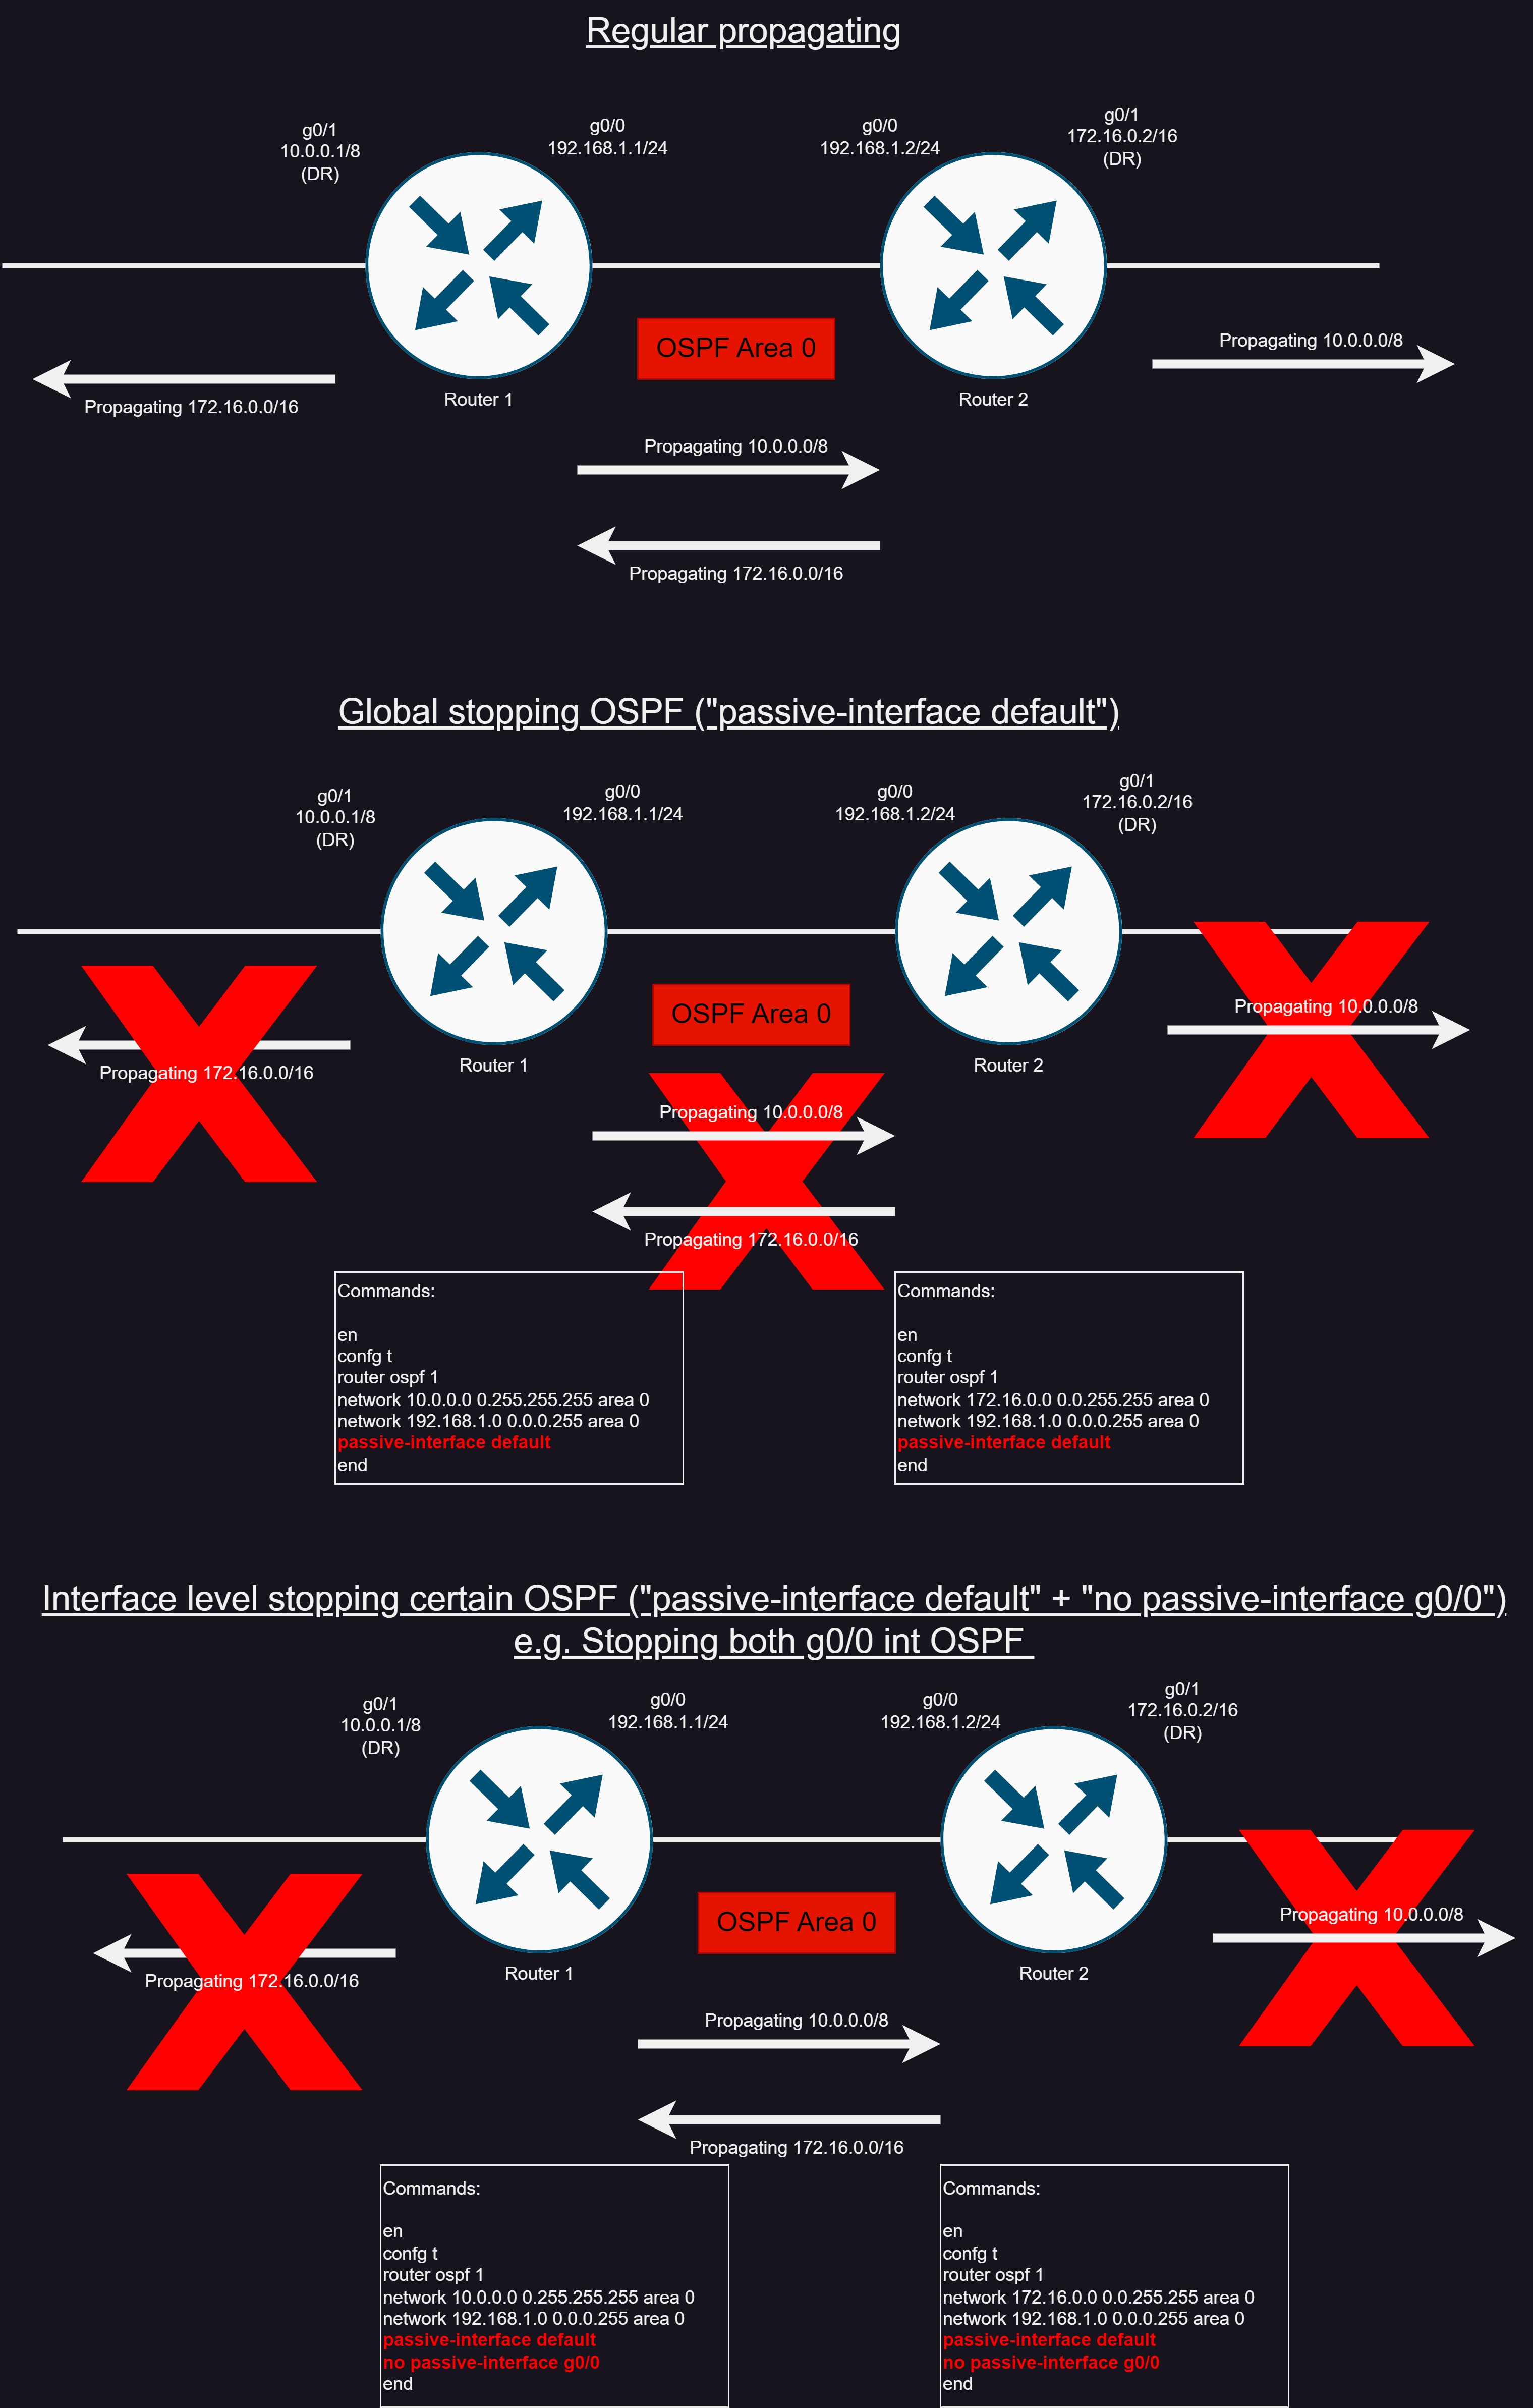 Regular propagating
g0/1
10.0.0.1/8
(DR)
g0/0
192.168.1.1/24
g0/0
192.168.1.2/24
g0/1
172.16.0.2/16
(DR)
OSPF Area 0
Propagating 10.0.0.0/8
Propagating 172.16.0.0/16
Router 1
Router 2
Propagating 10.0.0.0/8
Propagating 172.16.0.0/16
Global stopping OSPF ("passive-interface default")
g0/1
10.0.0.1/8
(DR)
g0/0
192.168.1.1/24
g0/0
192.168.1.2/24
g0/1
172.16.0.2/16
(DR)
Propagating 10.0.0.0/8
OSPF Area 0
Propagating 172.16.0.0/16
Router 1
Router 2
Propagating 10.0.0.0/8
Propagating 172.16.0.0/16
Commands:
en
confg t
router ospf 1
network 10.0.0.0 0.255.255.255 area 0
network 192.168.1.0 0.0.0.255 area 0
passive-interface default
end
Commands:
en
confg t
router ospf 1
network 172.16.0.0 0.0.255.255 area 0
network 192.168.1.0 0.0.0.255 area 0
passive-interface default
end
Interface level stopping certain OSPF ("passive-interface default" + "no passive-interface g0/0")
e.g. Stopping both g0/0 int OSPF
g0/1
10.0.0.1/8
(DR)
g0/0
192.168.1.1/24
g0/0
192.168.1.2/24
g0/1
172.16.0.2/16
(DR)
Propagating 10.0.0.0/8
OSPF Area 0
Propagating 172.16.0.0/16
Router 1
Router 2
Propagating 10.0.0.0/8
Propagating 172.16.0.0/16
Commands:
en
confg t
router ospf 1
network 10.0.0.0 0.255.255.255 area 0
network 192.168.1.0 0.0.0.255 area 0
passive-interface default
no passive-interface g0/0
end
Commands:
en
confg t
router ospf 1
network 172.16.0.0 0.0.255.255 area 0
network 192.168.1.0 0.0.0.255 area 0
passive-interface default
no passive-interface g0/0
end